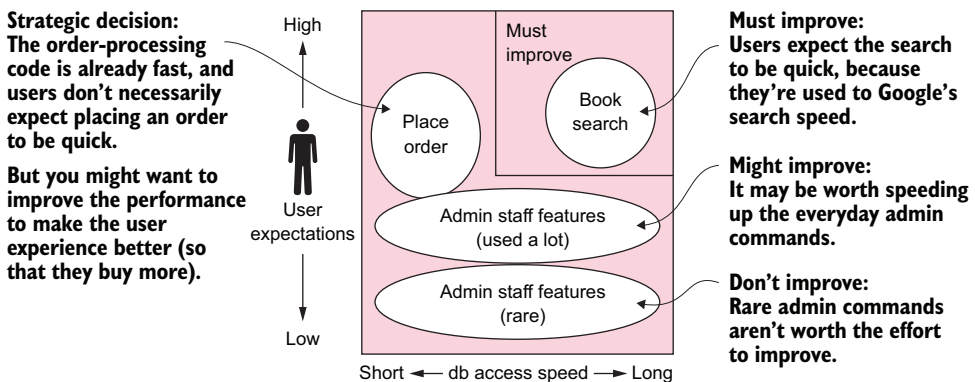 Strategic decision:
The order-processing
code is already fast, and
users don’t necessarily
expect placing an order
to be quick.
But you might want to
improve the performance
to make the user
experience better (so
that they buy more).
High
User
expectations
Low
Must
improve
Place
order
Book
search
Admin staff features
(used a lot)
Admin staff features
(rare)
Short db access speed Long
Must improve:
Users expect the search
to be quick, because
they’re used to Google’s
search speed.
Might improve:
It may be worth speeding
up the everyday admin
commands.
Don’t improve:
Rare admin commands
aren’t worth the effort
to improve.